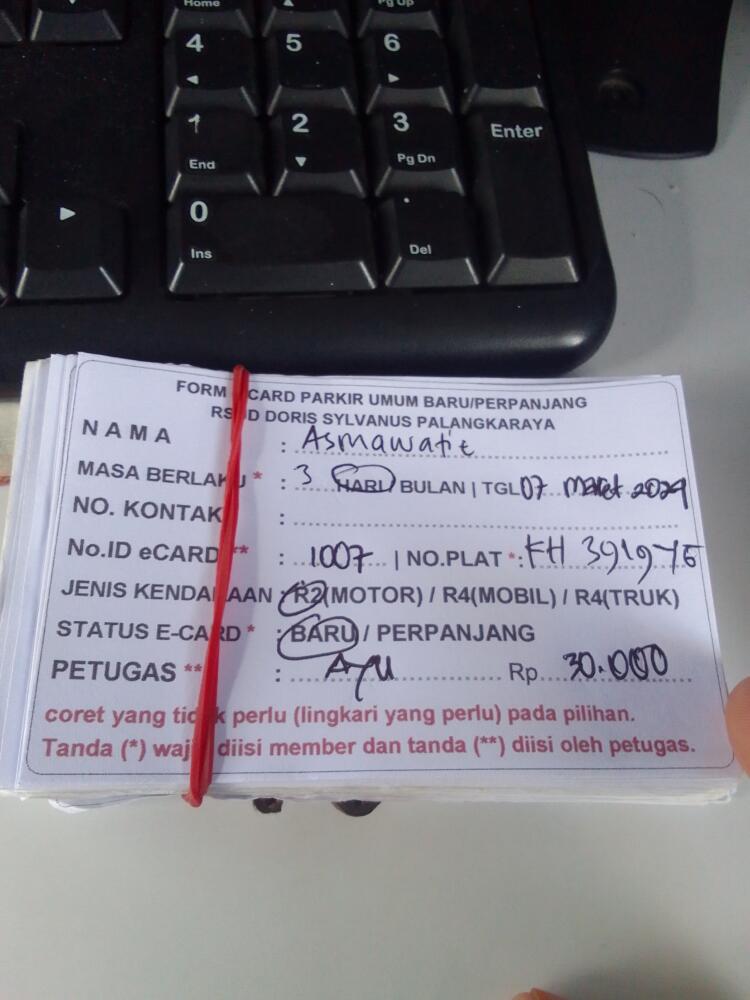 Home
Pg Up
4
5
6
1
2
3
Enter
End
Pg Dn
0
.
Ins
Del
FORM CARD PARKIR UMUM BARU/PERPANJANG
RSUD DORIS SYLVANUS PALANGKARAYA
NAMA : Asmawatie
MASA BERLAKU * : 3 HARI / BULAN | TGL 07 maret 2029
NO. KONTAK :
No.ID eCARD ** : 1007 | NO.PLAT *: KH 3919 YE
JENIS KENDARAAN : R2(MOTOR) / R4(MOBIL) / R4(TRUK)
STATUS E-CARD * : BARU / PERPANJANG
PETUGAS ** : Ayu Rp 30.000
coret yang tidak perlu (lingkari yang perlu) pada pilihan.
Tanda (*) wajib diisi member dan tanda (**) diisi oleh petugas.